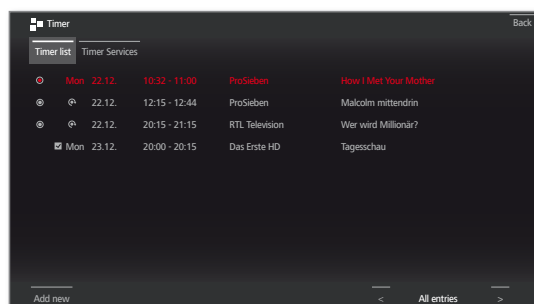 Timer Back
Timer list Timer Services
Mon 22.12. 10:32 - 11:00 ProSieben How I Met Your Mother
22.12. 12:15 - 12:44 ProSieben Malcolm mittendrin
22.12. 20:15 - 21:15 RTL Television Wer wird Millionär?
Mon 23.12. 20:00 - 20:15 Das Erste HD Tagesschau
Add new < All entries >